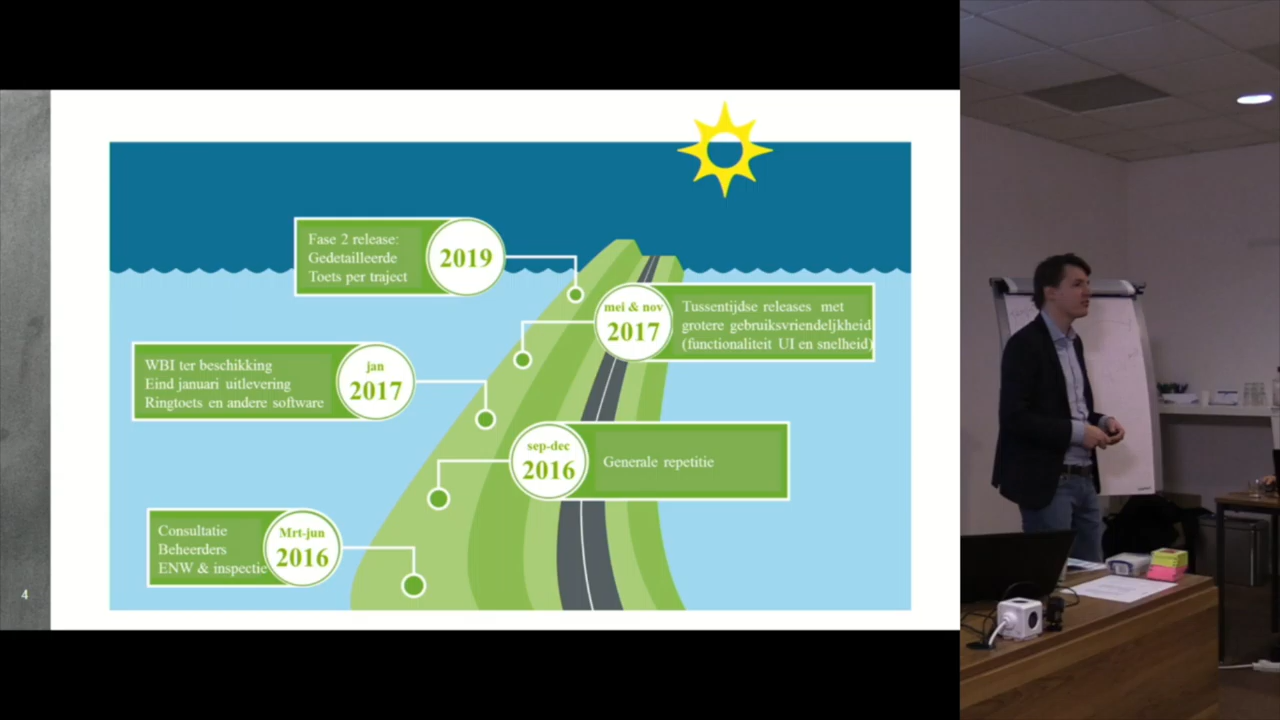 Fase 2 release:
Gedetailleerde
Toets per traject
2019
mei & nov
2017
Tussentijdse releases met
grotere gebruiksvriendeljkheid
(functionaliteit UI en snelheid)
WBI ter beschikking
Eind januari uitlevering
Ringtoets en andere software
jan
2017
sep-dec
2016
Generale repetitie
Consultatie
Beheerders
ENW & inspectie
Mrt-jun
2016
4